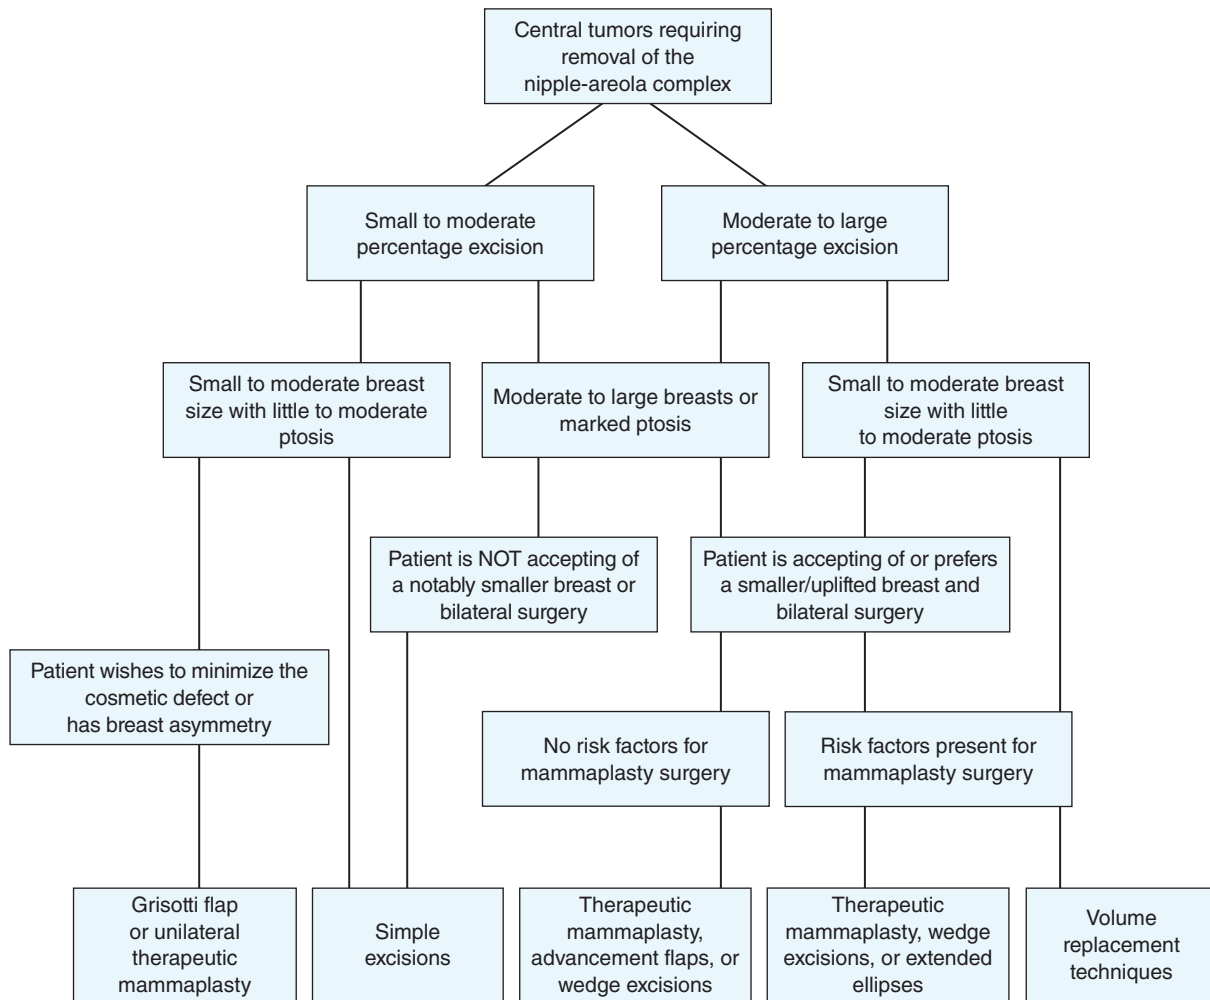 Central tumors requiring
removal of the
nipple-areola complex
Small to moderate
percentage excision
Moderate to large
percentage excision
Small to moderate breast
size with little to moderate
ptosis
Moderate to large breasts or
marked ptosis
Small to moderate breast
size with little
to moderate ptosis
Patient is NOT accepting of
a notably smaller breast or
bilateral surgery
Patient is accepting of or prefers
a smaller/uplifted breast and
bilateral surgery
Patient wishes to minimize the
cosmetic defect or
has breast asymmetry
No risk factors for
mammaplasty surgery
Risk factors present for
mammaplasty surgery
Grisotti flap
or unilateral
therapeutic
mammaplasty
Simple
excisions
Therapeutic
mammaplasty,
advancement flaps, or
wedge excisions
Therapeutic
mammaplasty, wedge
excisions, or extended
ellipses
Volume
replacement
techniques